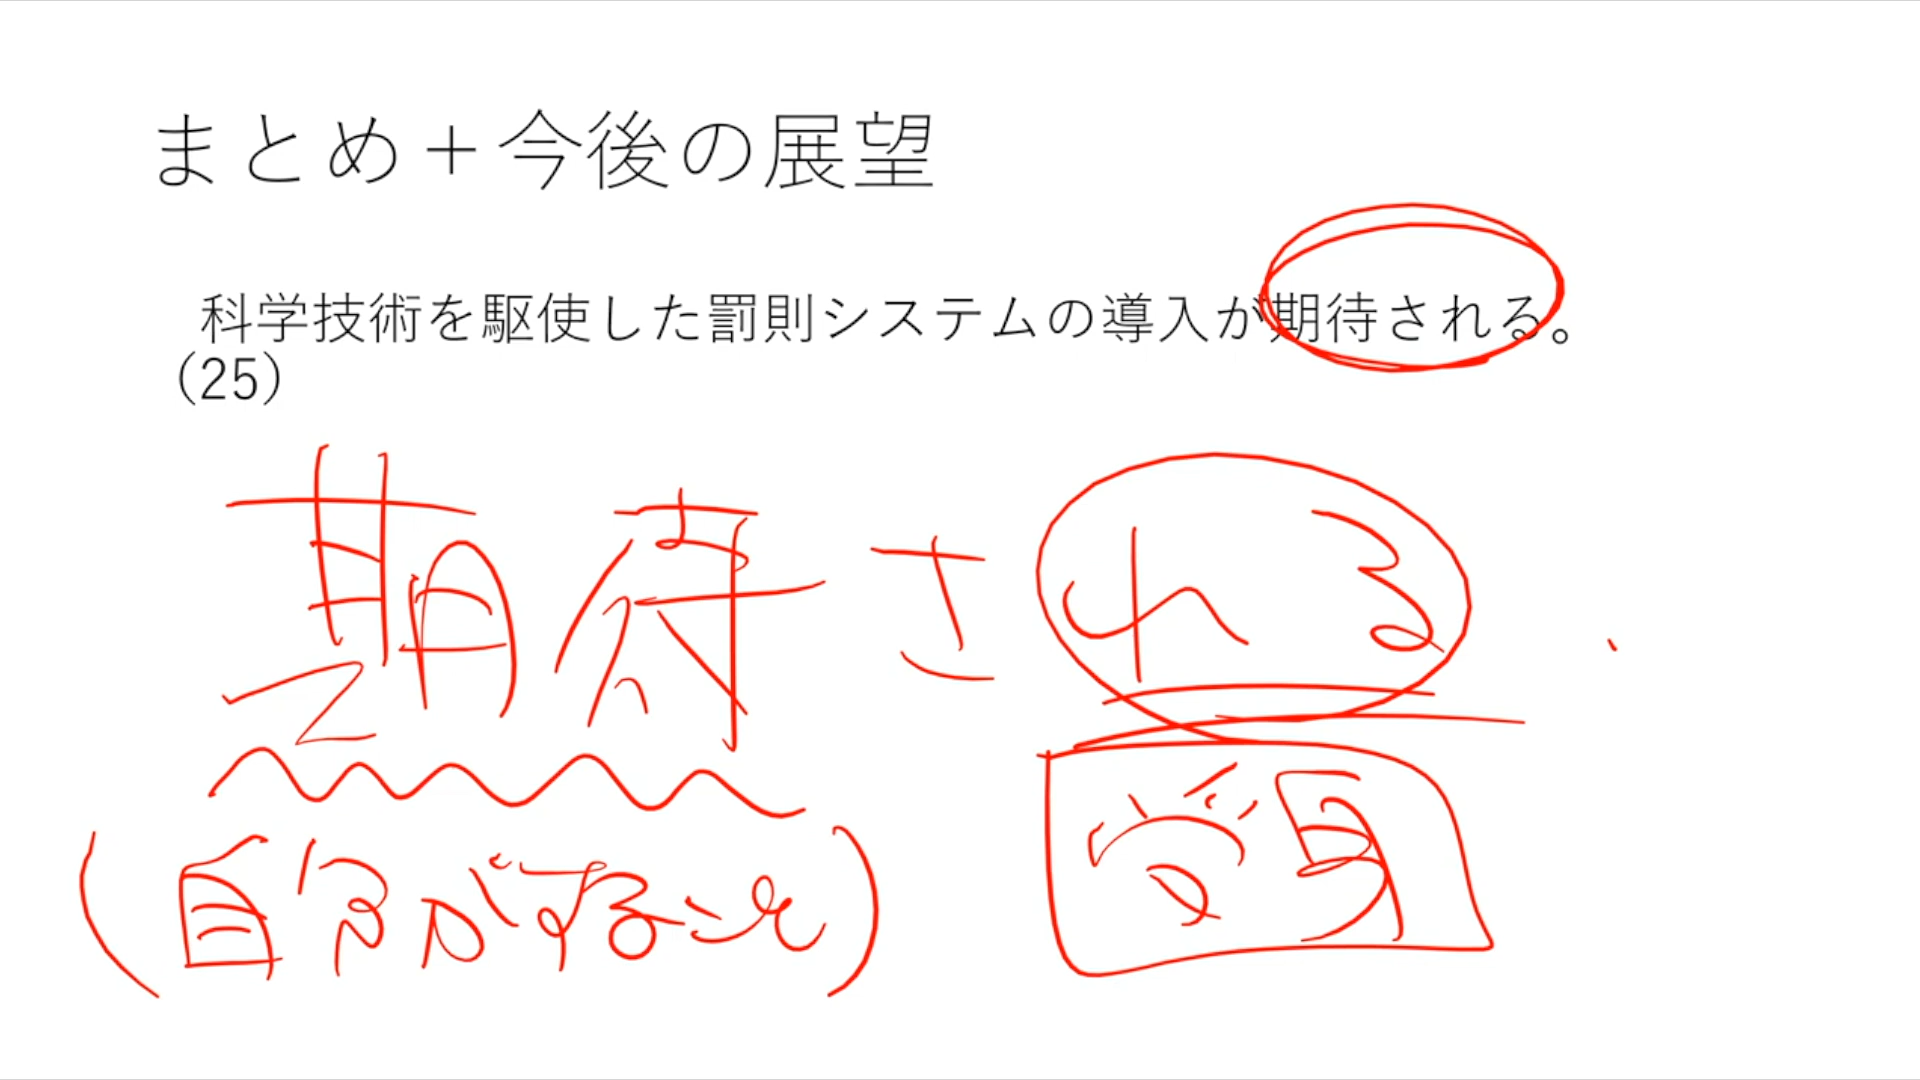 まとめ＋今後の展望
科学技術を駆使した罰則システムの導入が期待される。
(25)
期待される
(自分がすること) 受身